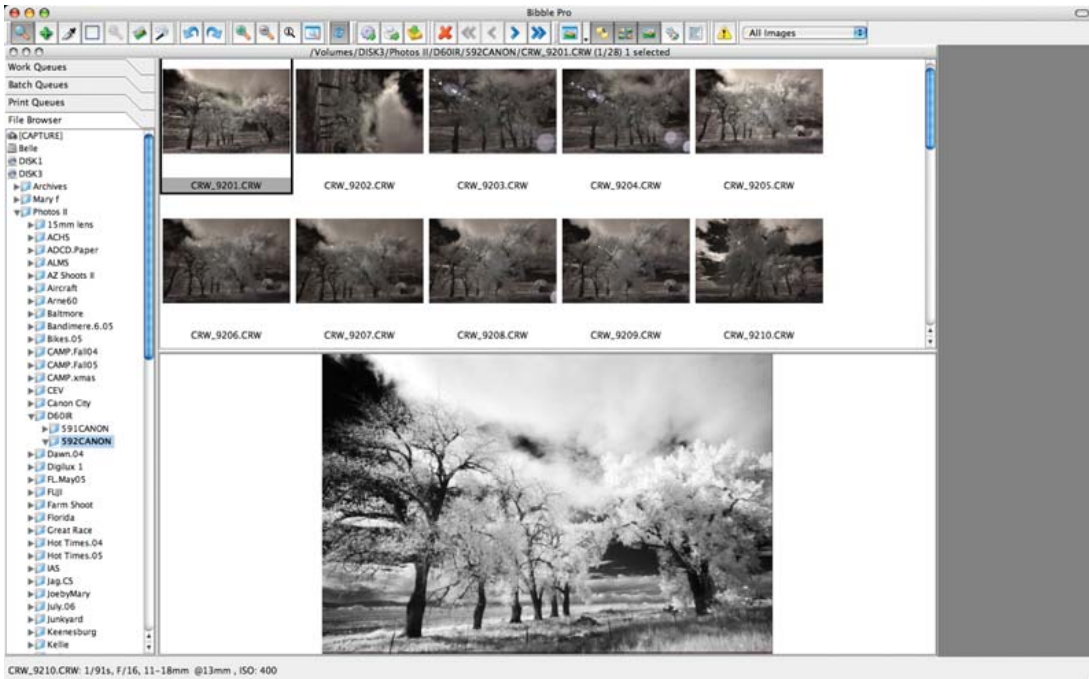 Bibble Pro
All Images
/Volumes/DISK3/Photos II/D60IR/592CANON/CRW_9201.CRW (1/28) 1 selected
Work Queues
Batch Queues
Print Queues
File Browser
[CAPTURE]
Belle
DISK1
DISK3
Archives
Mary f
Photos II
15mm lens
ACHS
ADCD.Paper
ALMS
AZ Shoots II
Aircraft
Arne60
Baltimore
Bandimere.6.05
Bikes.05
CAMP.Fall04
CAMP.Fall05
CAMP.xmas
CEV
Canon City
D60IR
591CANON
592CANON
Dawn.04
Digilux 1
FL.May05
FUJI
Farm Shoot
Florida
Great Race
Hot Times.04
Hot Times.05
IAS
Jag.CS
JoebyMary
July.06
Junkyard
Keenesburg
Kellie
CRW_9201.CRW
CRW_9202.CRW
CRW_9203.CRW
CRW_9204.CRW
CRW_9205.CRW
CRW_9206.CRW
CRW_9207.CRW
CRW_9208.CRW
CRW_9209.CRW
CRW_9210.CRW
CRW_9210.CRW: 1/91s, F/16, 11-18mm @13mm , ISO: 400